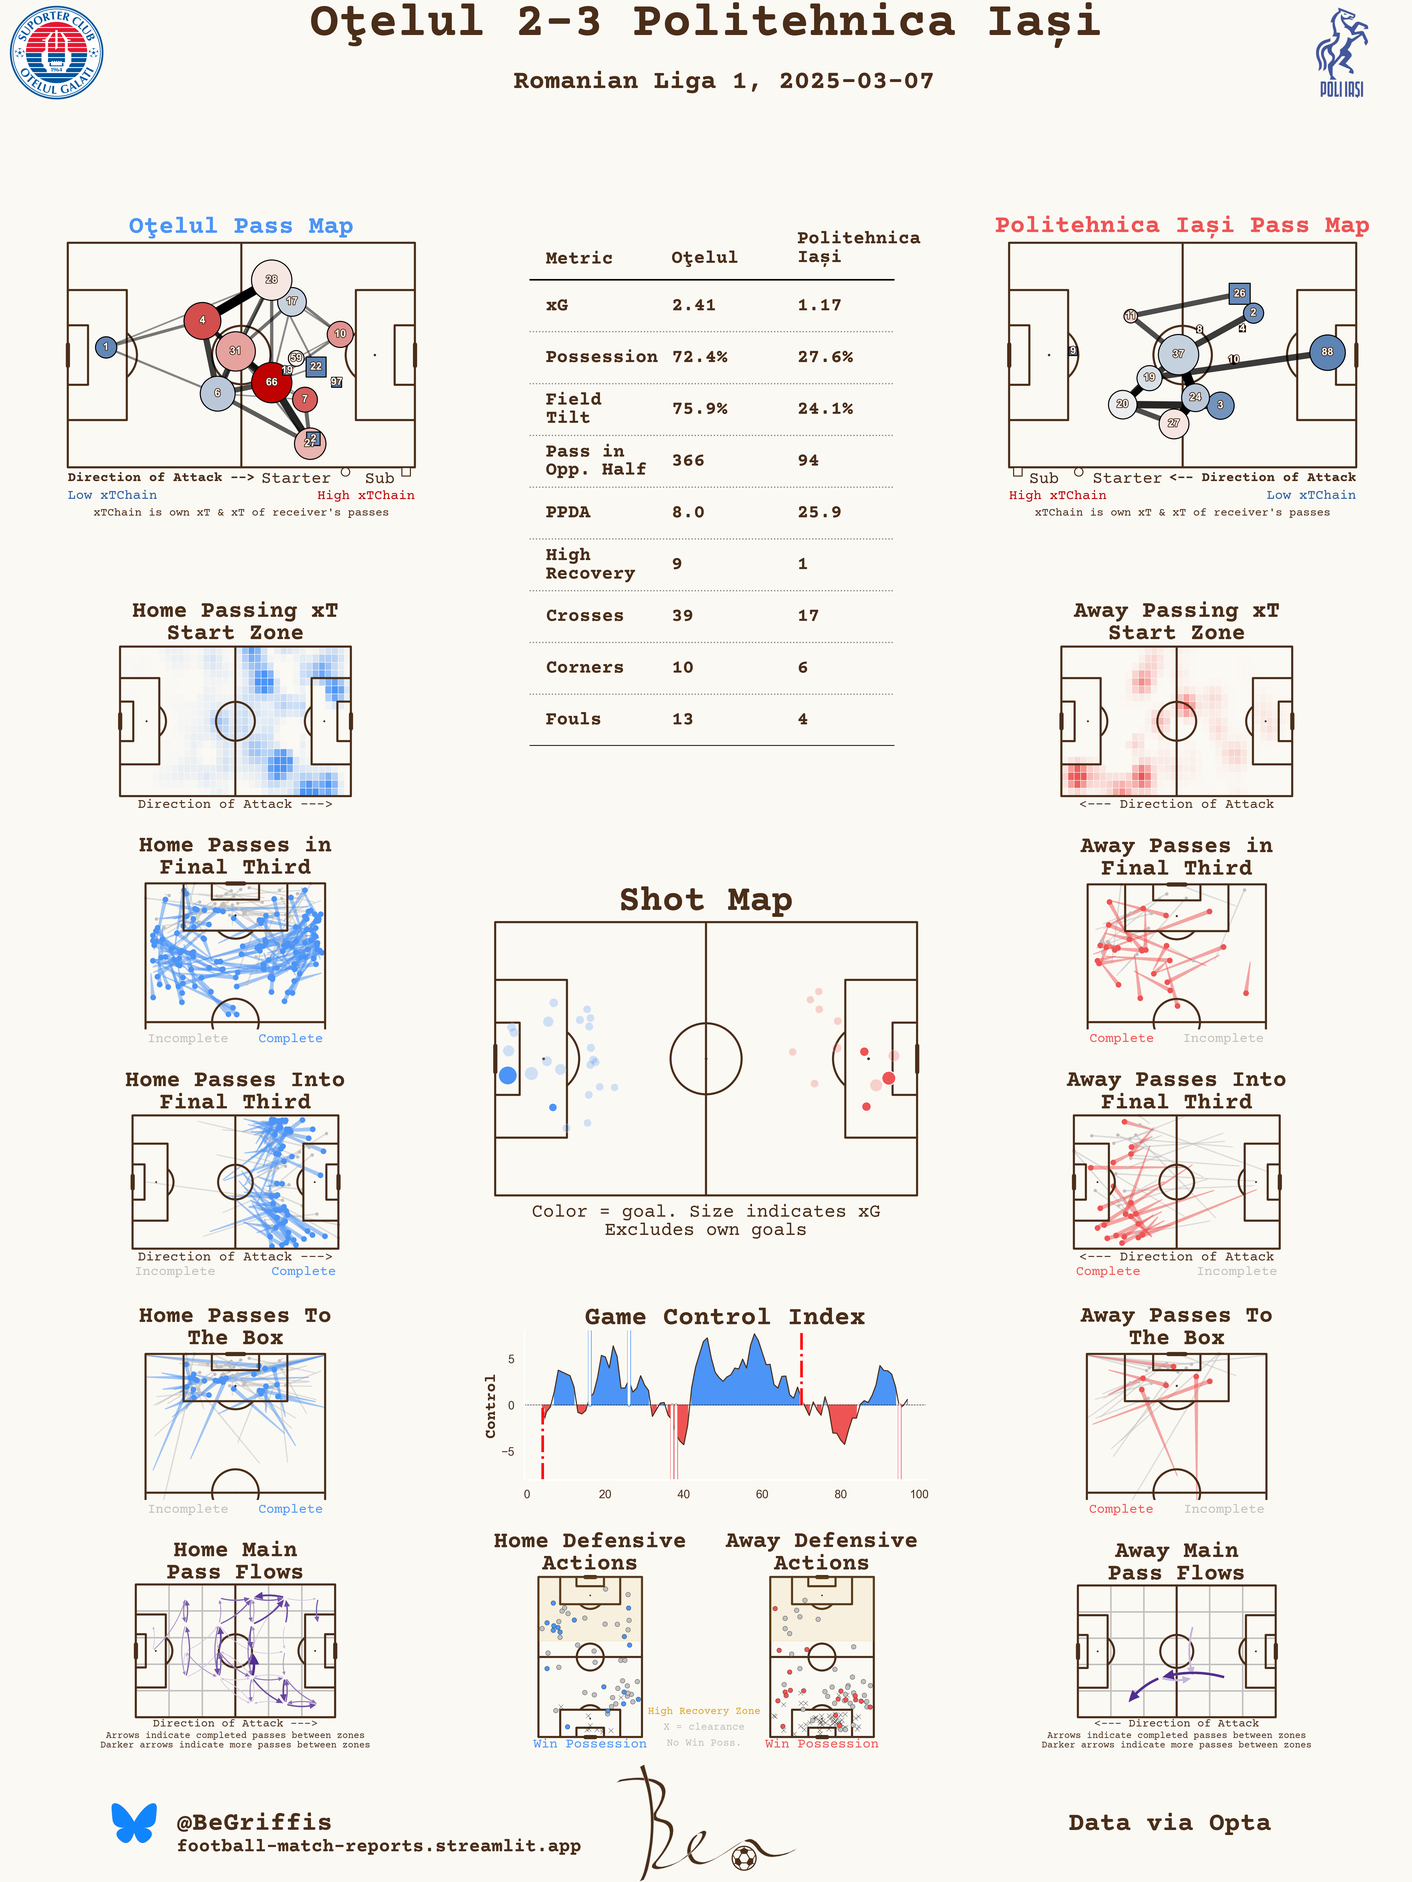 Oţelul 2-3 Politehnica Iași
Romanian Liga 1, 2025-03-07
SUPORTER CLUB
1964
OTELUL GALATI
POLI IAȘI
Oţelul Pass Map
28
17
4
10
31
59
1
19
22
66
97
6
7
2
Direction of Attack --> Starter Sub
Low xTChain High xTChain
xTChain is own xT & xT of receiver's passes
Metric Oţelul Politehnica Iași
xG 2.41 1.17
Possession 72.4% 27.6%
Field Tilt 75.9% 24.1%
Pass in Opp. Half 366 94
PPDA 8.0 25.9
High Recovery 9 1
Crosses 39 17
Corners 10 6
Fouls 13 4
Politehnica Iași Pass Map
26
11
2
8
4
9
37
88
10
19
20
24
3
27
Sub Starter <-- Direction of Attack
High xTChain Low xTChain
xTChain is own xT & xT of receiver's passes
Home Passing xT
Start Zone
Direction of Attack --->
Away Passing xT
Start Zone
<--- Direction of Attack
Home Passes in
Final Third
Incomplete Complete
Away Passes in
Final Third
Complete Incomplete
Shot Map
Color = goal. Size indicates xG
Excludes own goals
Home Passes Into
Final Third
Direction of Attack --->
Incomplete Complete
Away Passes Into
Final Third
<--- Direction of Attack
Complete Incomplete
Home Passes To
The Box
Incomplete Complete
Game Control Index
Control
5
0
−5
0 20 40 60 80 100
Away Passes To
The Box
Complete Incomplete
Home Main
Pass Flows
Direction of Attack --->
Arrows indicate completed passes between zones
Darker arrows indicate more passes between zones
Home Defensive
Actions
Win Possession
Away Defensive
Actions
Win Possession
High Recovery Zone
X = clearance
No Win Poss.
Away Main
Pass Flows
<--- Direction of Attack
Arrows indicate completed passes between zones
Darker arrows indicate more passes between zones
@BeGriffis
football-match-reports.streamlit.app
Ben
Data via Opta